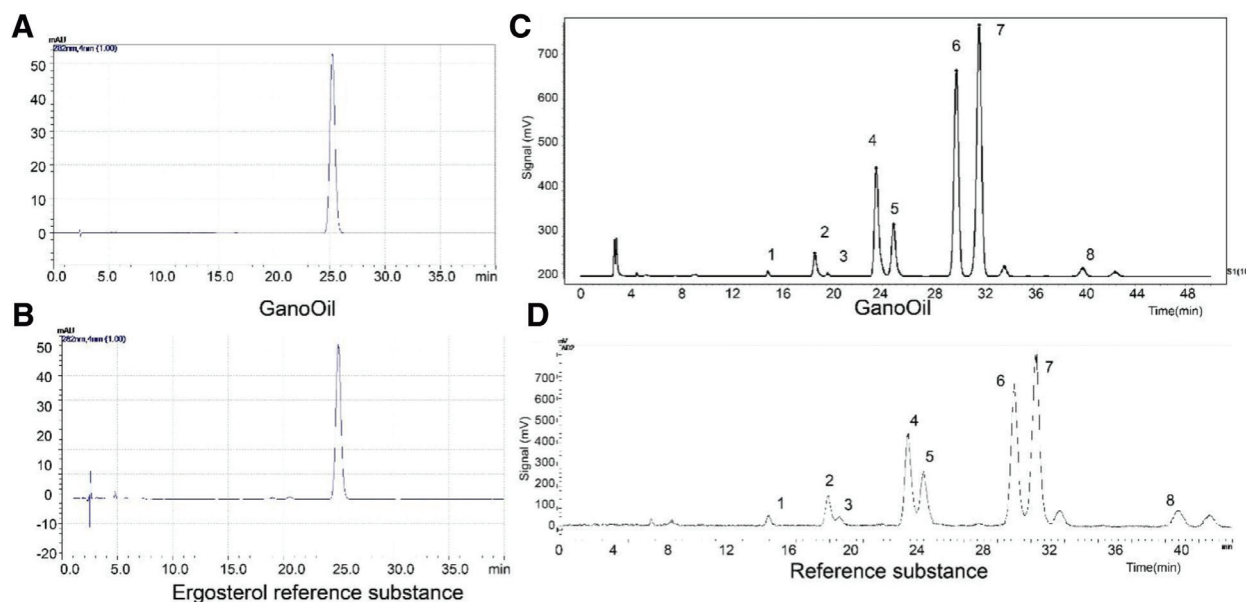 A
mAU
282nm,4nm (1.00)
50
40
30
20
10
0
0.0 5.0 10.0 15.0 20.0 25.0 30.0 35.0 min
GanoOil
B
mAU
282nm,4nm (1.00)
50
40
30
20
10
0
-10
-20
0.0 5.0 10.0 15.0 20.0 25.0 30.0 35.0 min
Ergosterol reference substance
C
Signal (mV)
700
600
400
300
200
1 2 3 4 5 6 7 8
0 4 8 12 16 20 24 28 32 36 40 44 48
GanoOil
Time(min)
D
mV
AD2
Signal (mV)
700
600
500
400
300
200
100
0
1 2 3 4 5 6 7 8
0 4 8 12 16 20 24 28 32 36 40 min
Reference substance
Time(min)